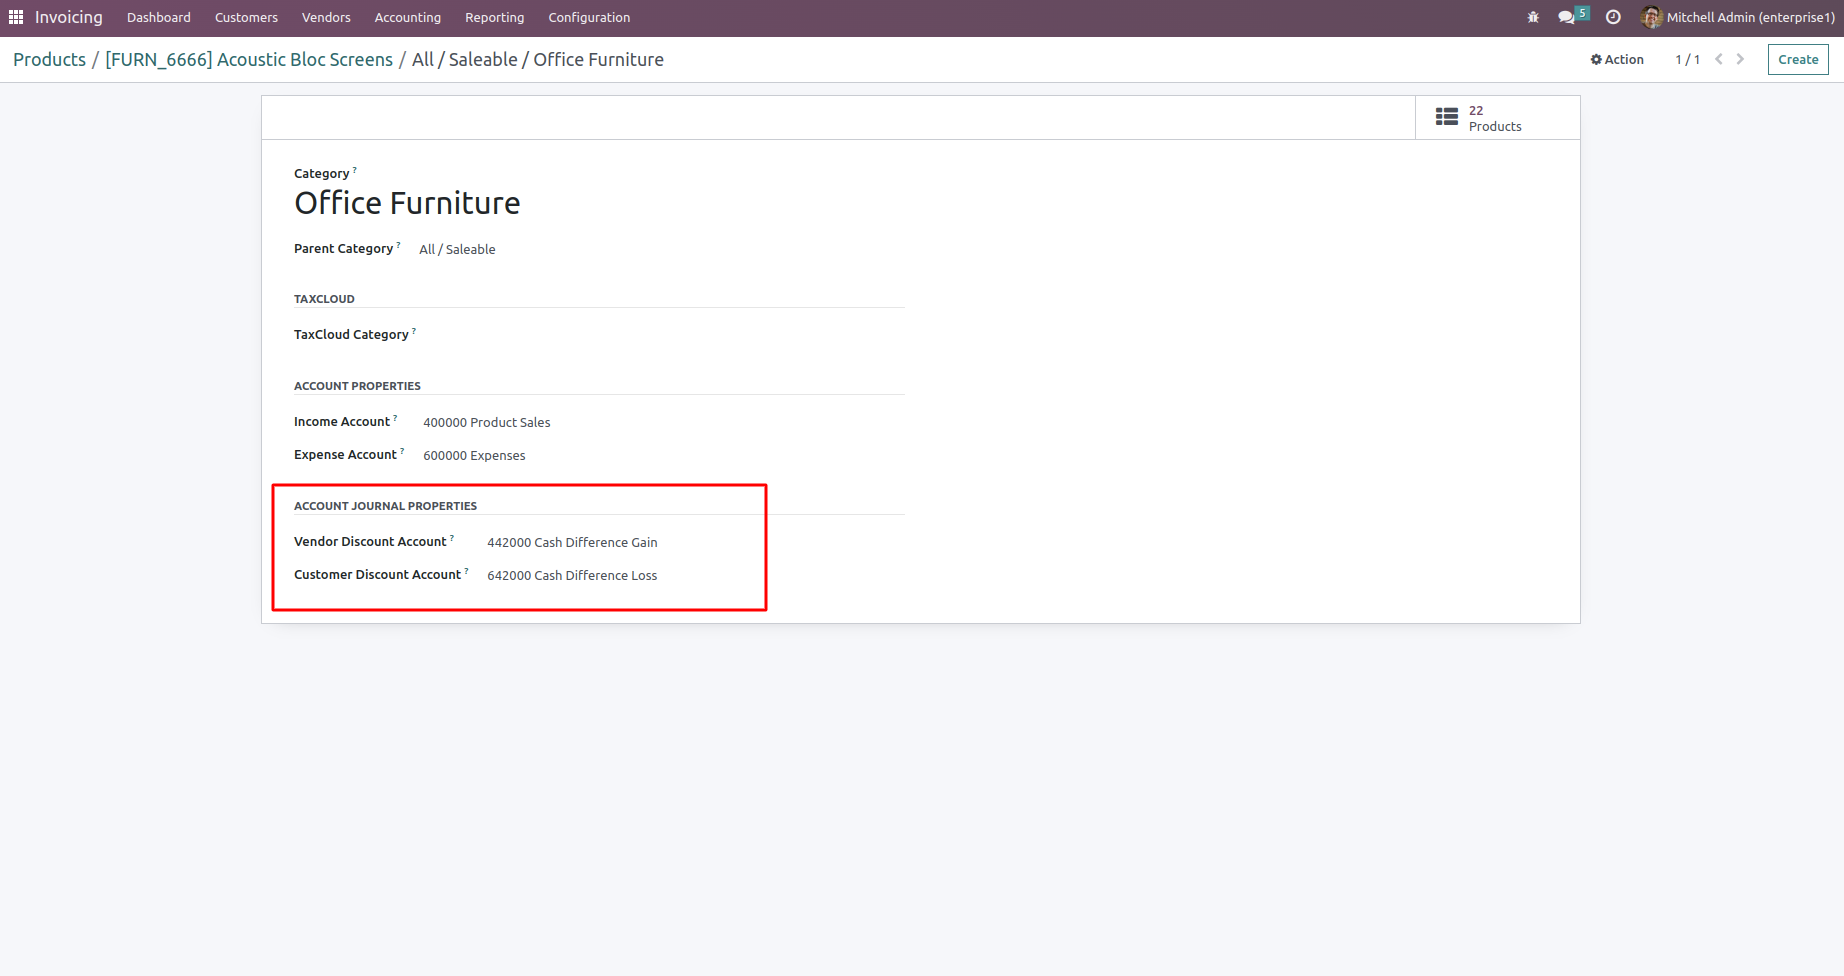 Invoicing Dashboard Customers Vendors Accounting Reporting Configuration 5 Mitchell Admin (enterprise1)
Products / [FURN_6666] Acoustic Bloc Screens / All / Saleable / Office Furniture Action 1 / 1 Create
22
Products
Category ?
Office Furniture
Parent Category ? All / Saleable
TAXCLOUD
TaxCloud Category ?
ACCOUNT PROPERTIES
Income Account ? 400000 Product Sales
Expense Account ? 600000 Expenses
ACCOUNT JOURNAL PROPERTIES
Vendor Discount Account ? 442000 Cash Difference Gain
Customer Discount Account ? 642000 Cash Difference Loss